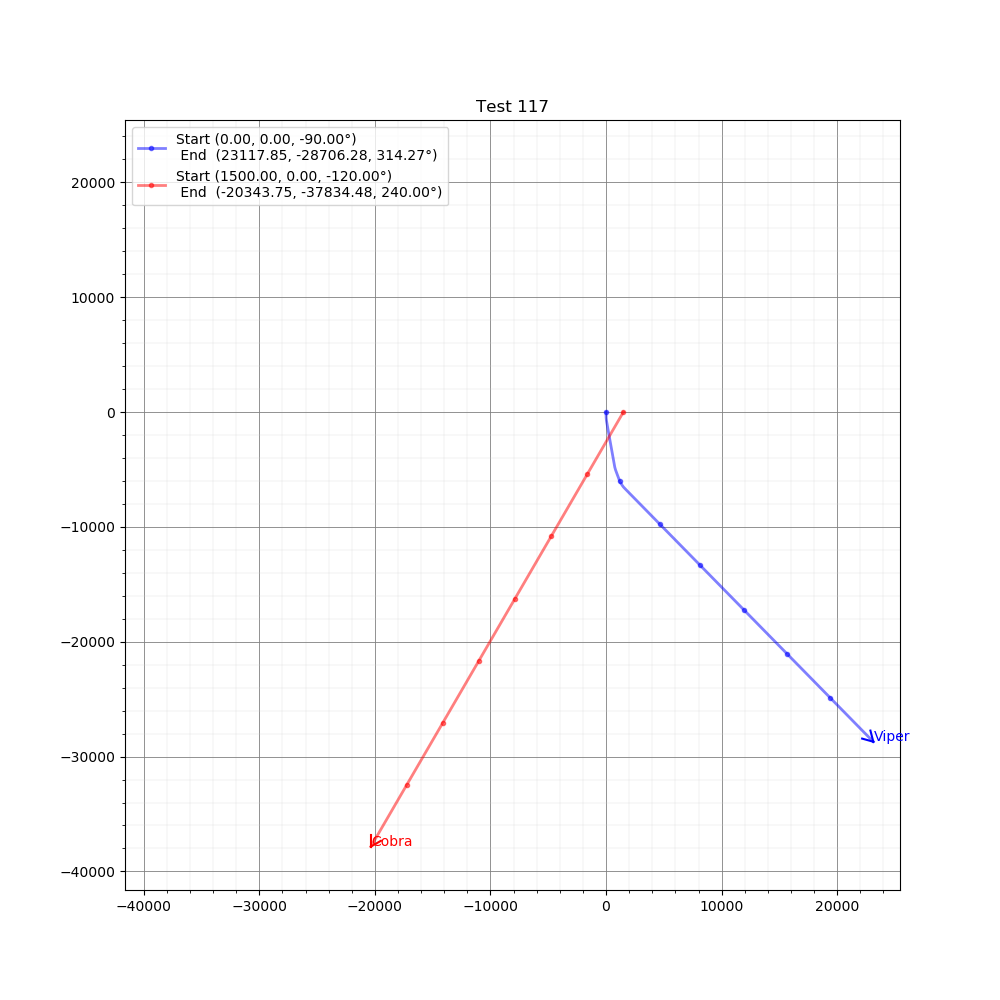 Test 117
Start (0.00, 0.00, -90.00°)
End (23117.85, -28706.28, 314.27°)
Start (1500.00, 0.00, -120.00°)
End (-20343.75, -37834.48, 240.00°)
20000
10000
0
−10000
−20000
−30000
−40000
Viper
Cobra
−40000 −30000 −20000 −10000 0 10000 20000